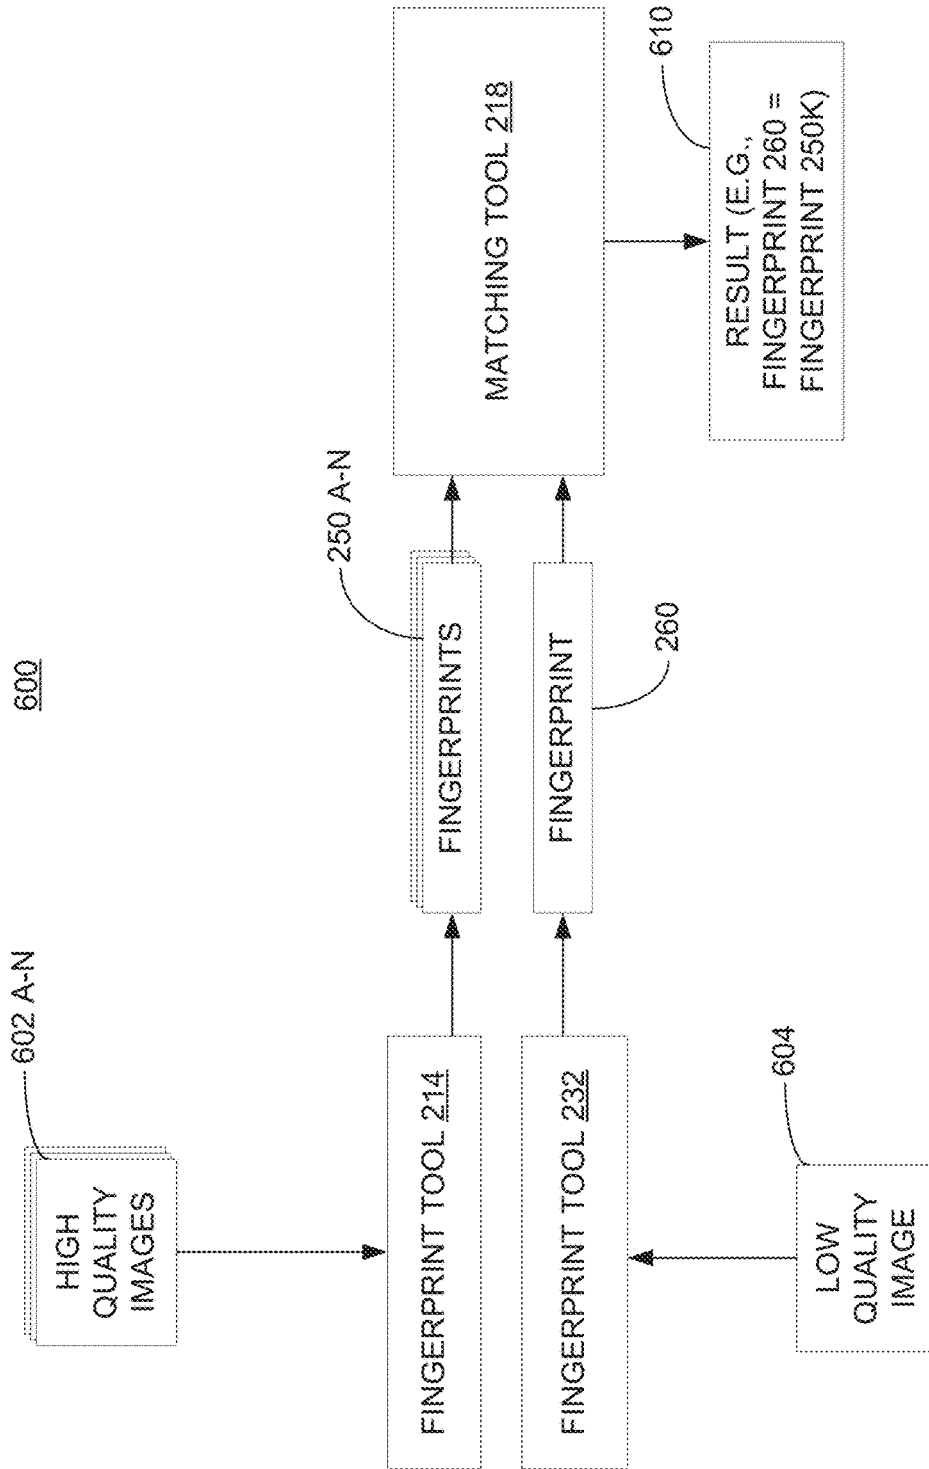 600
602 A-N
HIGH
QUALITY
IMAGES
FINGERPRINT TOOL 214
250 A-N
FINGERPRINTS
MATCHING TOOL 218
FINGERPRINT TOOL 232
FINGERPRINT
260
604
LOW
QUALITY
IMAGE
610
RESULT (E.G.,
FINGERPRINT 260 =
FINGERPRINT 250K)